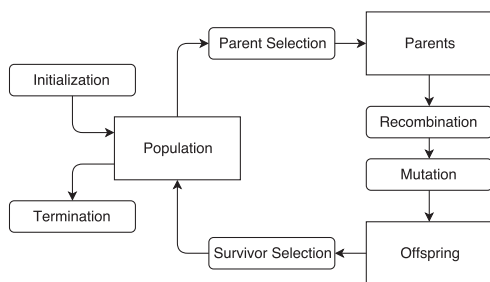 Parent Selection
Parents
Initialization
Recombination
Population
Mutation
Termination
Survivor Selection
Offspring